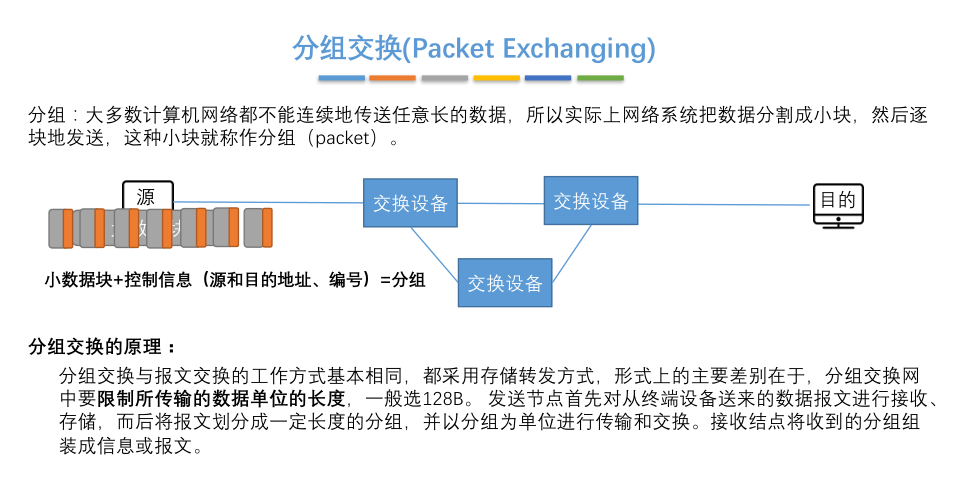 分组交换(Packet Exchanging)
分组：大多数计算机网络都不能连续地传送任意长的数据，所以实际上网络系统把数据分割成小块，然后逐
块地发送，这种小块就称作分组（packet）。
源
交换设备
交换设备
目的
交换设备
小数据块+控制信息（源和目的地址、编号）=分组
分组交换的原理：
分组交换与报文交换的工作方式基本相同，都采用存储转发方式，形式上的主要差别在于，分组交换网
中要限制所传输的数据单位的长度，一般选128B。 发送节点首先对从终端设备送来的数据报文进行接收、
存储，而后将报文划分成一定长度的分组，并以分组为单位进行传输和交换。接收结点将收到的分组组
装成信息或报文。